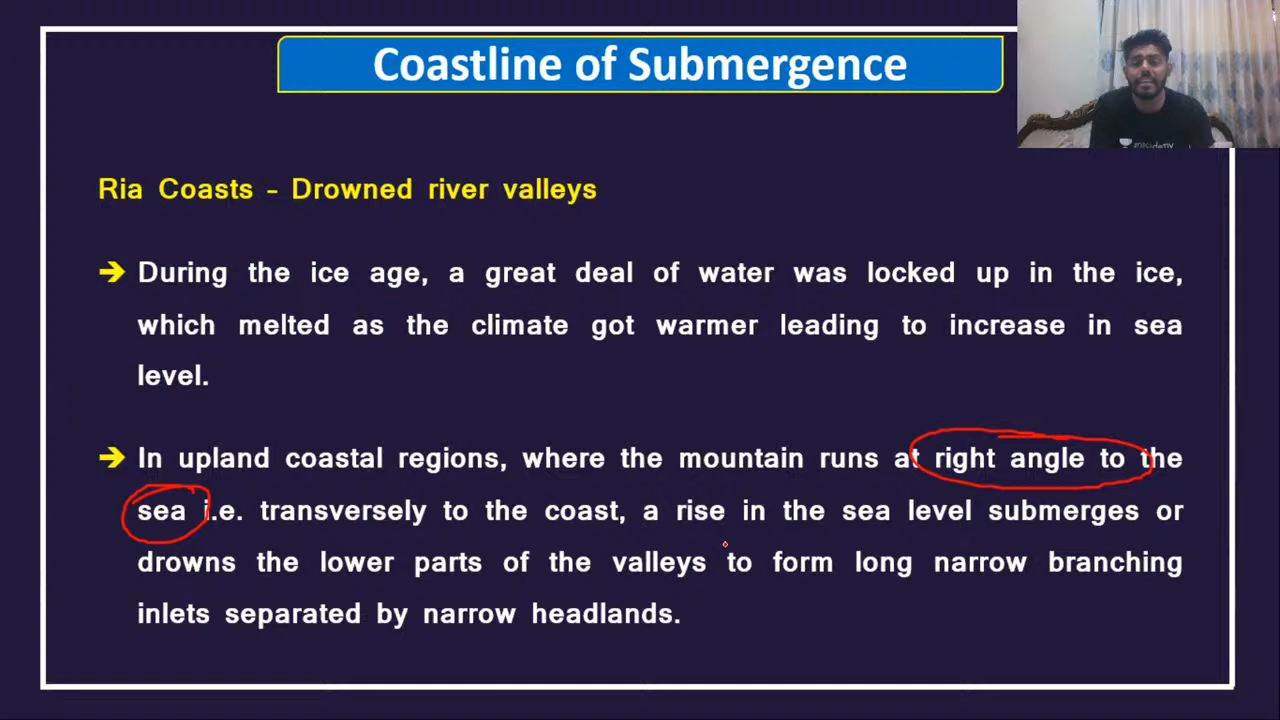 Coastline of Submergence
Ria Coasts – Drowned river valleys
➔ During the ice age, a great deal of water was locked up in the ice,
which melted as the climate got warmer leading to increase in sea
level.
➔ In upland coastal regions, where the mountain runs at right angle to the
sea i.e. transversely to the coast, a rise in the sea level submerges or
drowns the lower parts of the valleys to form long narrow branching
inlets separated by narrow headlands.